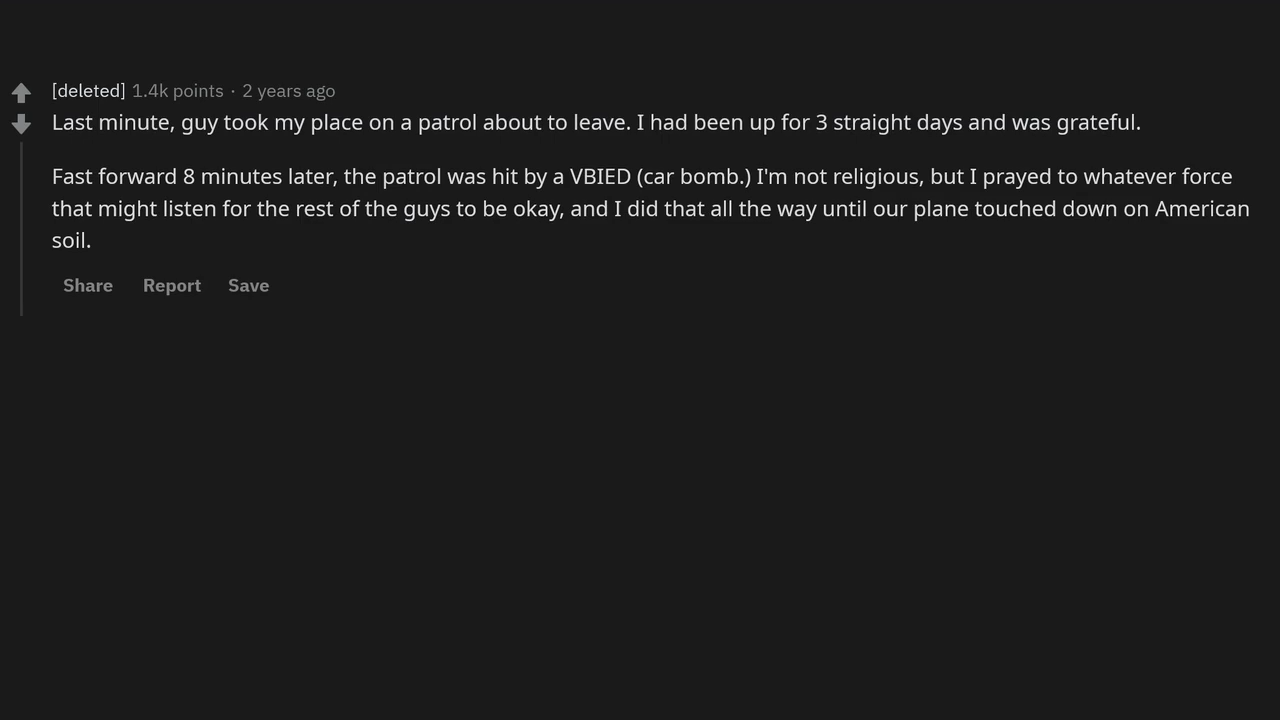 [deleted] 1.4k points · 2 years ago
Last minute, guy took my place on a patrol about to leave. I had been up for 3 straight days and was grateful.
Fast forward 8 minutes later, the patrol was hit by a VBIED (car bomb.) I'm not religious, but I prayed to whatever force
that might listen for the rest of the guys to be okay, and I did that all the way until our plane touched down on American
soil.
Share Report Save